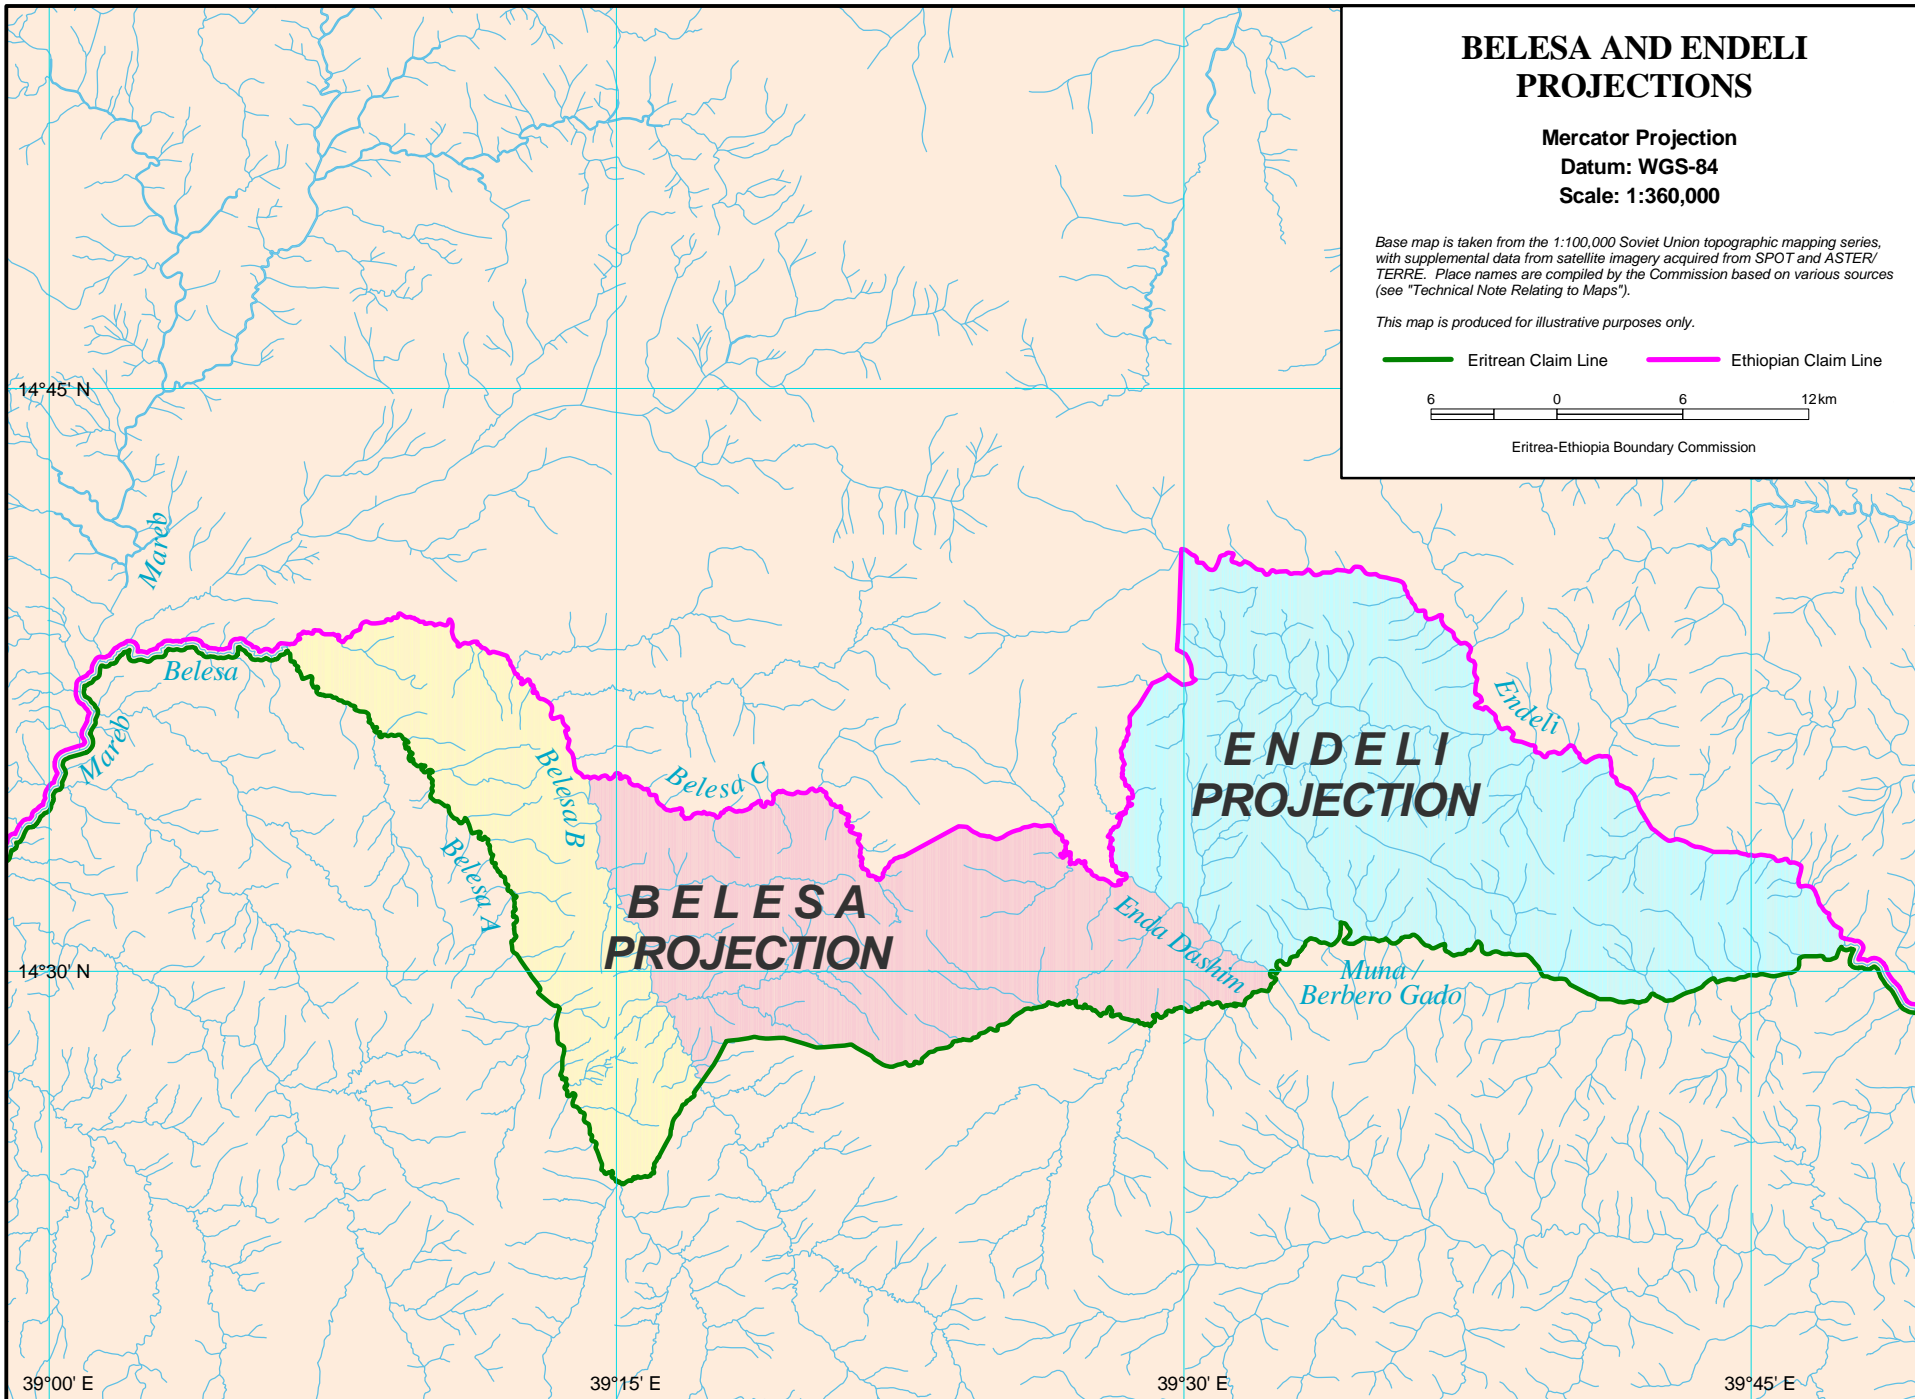 BELESA AND ENDELI
PROJECTIONS
Mercator Projection
Datum: WGS-84
Scale: 1:360,000
Base map is taken from the 1:100,000 Soviet Union topographic mapping series,
with supplemental data from satellite imagery acquired from SPOT and ASTER/
TERRE. Place names are compiled by the Commission based on various sources
(see "Technical Note Relating to Maps").
This map is produced for illustrative purposes only.
Eritrean Claim Line
Ethiopian Claim Line
6 0 6 12km
Eritrea-Ethiopia Boundary Commission
14°45' N
Mareb
Belesa
Mareb
Endeli
Belesa B
Belesa C
ENDELI
PROJECTION
Belesa A
BELESA
PROJECTION
Enda Dashim
14°30' N
Muna /
Berbero Gado
39°00' E
39°15' E
39°30' E
39°45' E